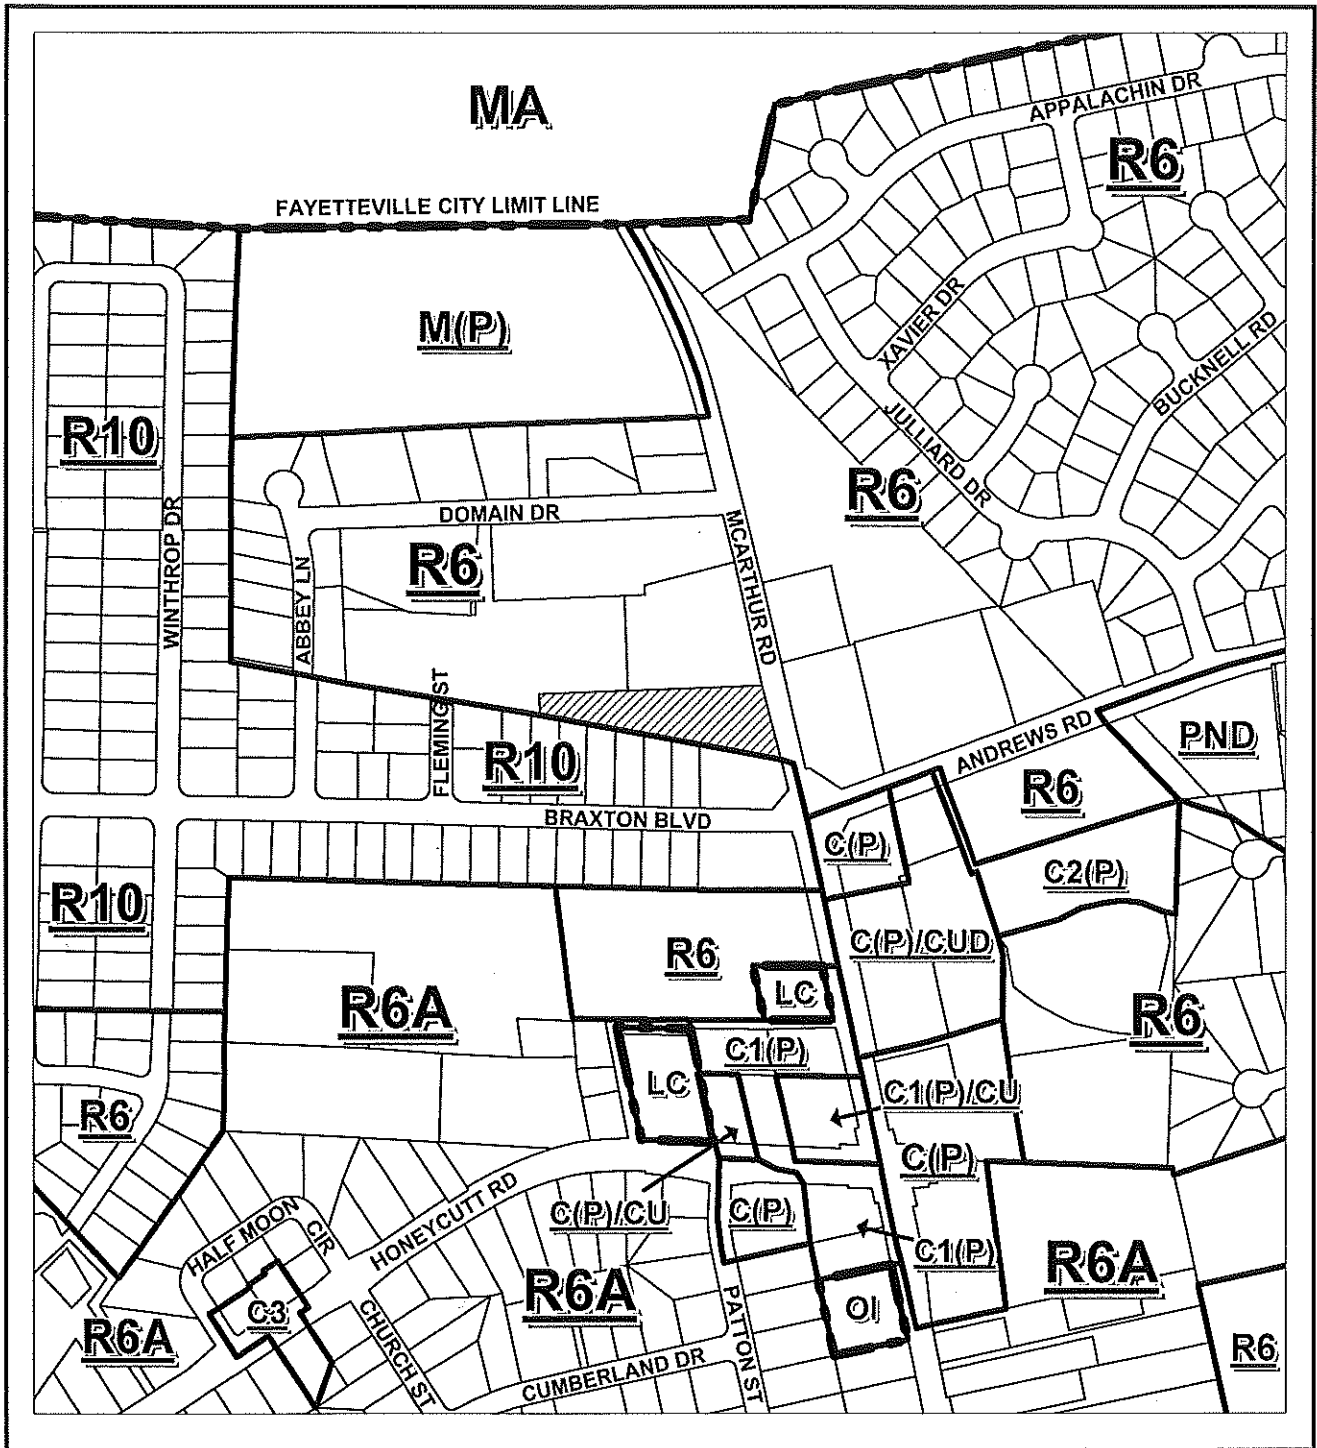 MA
APPALACHIN DR
R6
FAYETTEVILLE CITY LIMIT LINE
M(P)
XAVIER DR
BUCKNELL RD
R10
JULLIARD DR
R6
WINTHROP DR
DOMAIN DR
MCARTHUR RD
R6
ABBEY LN
FLEMING ST
R10
ANDREWS RD
PND
R6
BRAXTON BLVD
C(P)
C2(P)
R10
C(P)/CUD
R6
LC
R6A
R6
C1(P)
LC
C1(P)/CU
R6
C(P)
C(P)/CU
C(P)
HALF MOON CIR
HONEYCUTT RD
C1(P)
R6A
R6A
C3
OI
R6A
CHURCH ST
PATTON ST
R6
CUMBERLAND DR